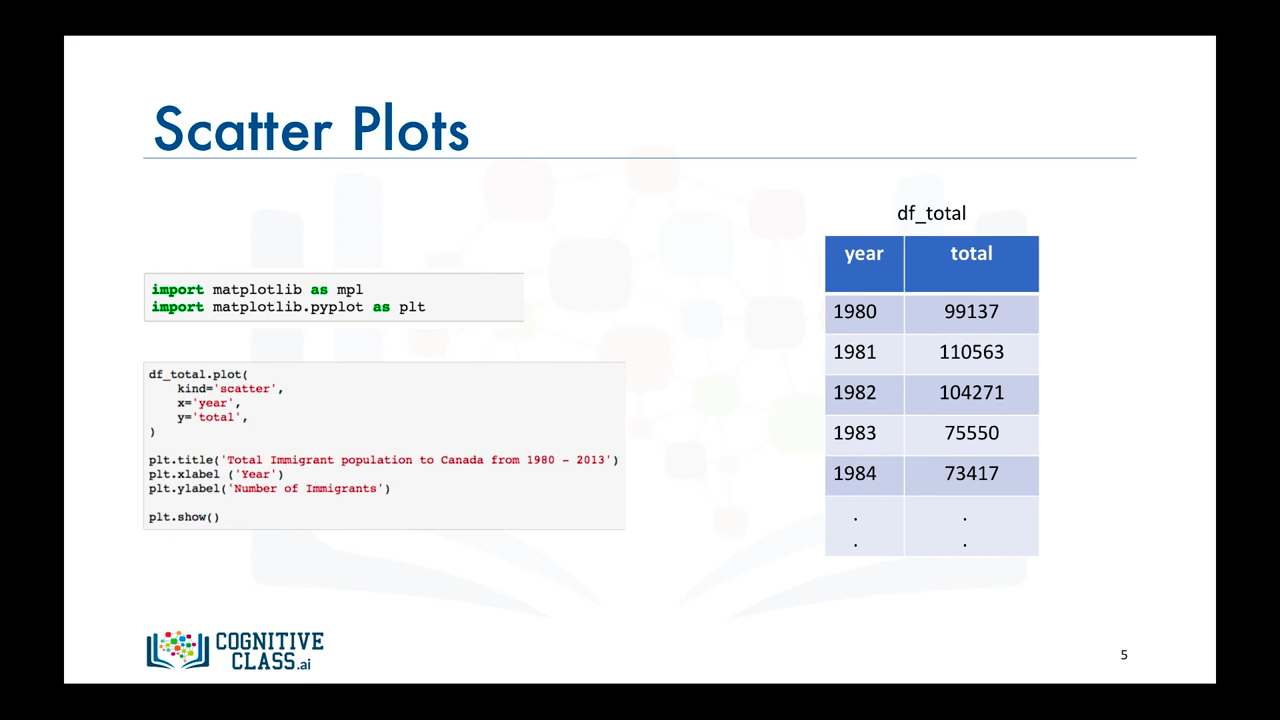 Scatter Plots
import matplotlib as mpl
import matplotlib.pyplot as plt
df_total.plot(
    kind='scatter',
    x='year',
    y='total',
)
plt.title('Total Immigrant population to Canada from 1980 - 2013')
plt.xlabel ('Year')
plt.ylabel('Number of Immigrants')
plt.show()
df_total
year total
1980 99137
1981 110563
1982 104271
1983 75550
1984 73417
. .
. .
COGNITIVE
CLASS.ai
5